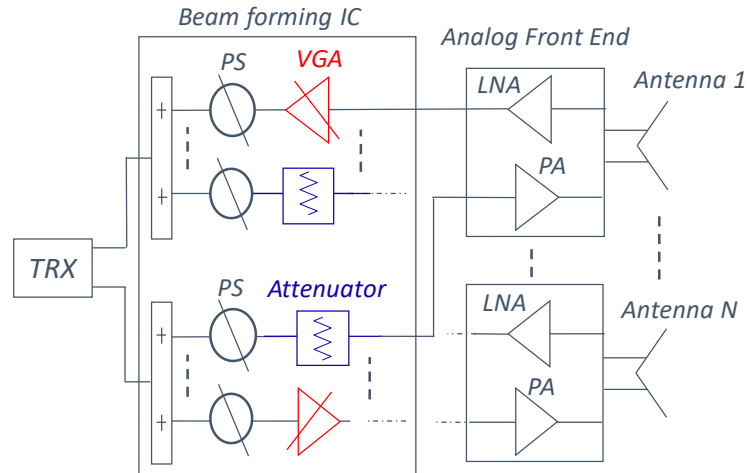 Beam forming IC
Analog Front End
PS
VGA
LNA
Antenna 1
+
PA
+
TRX
PS
Attenuator
LNA
Antenna N
+
PA
+